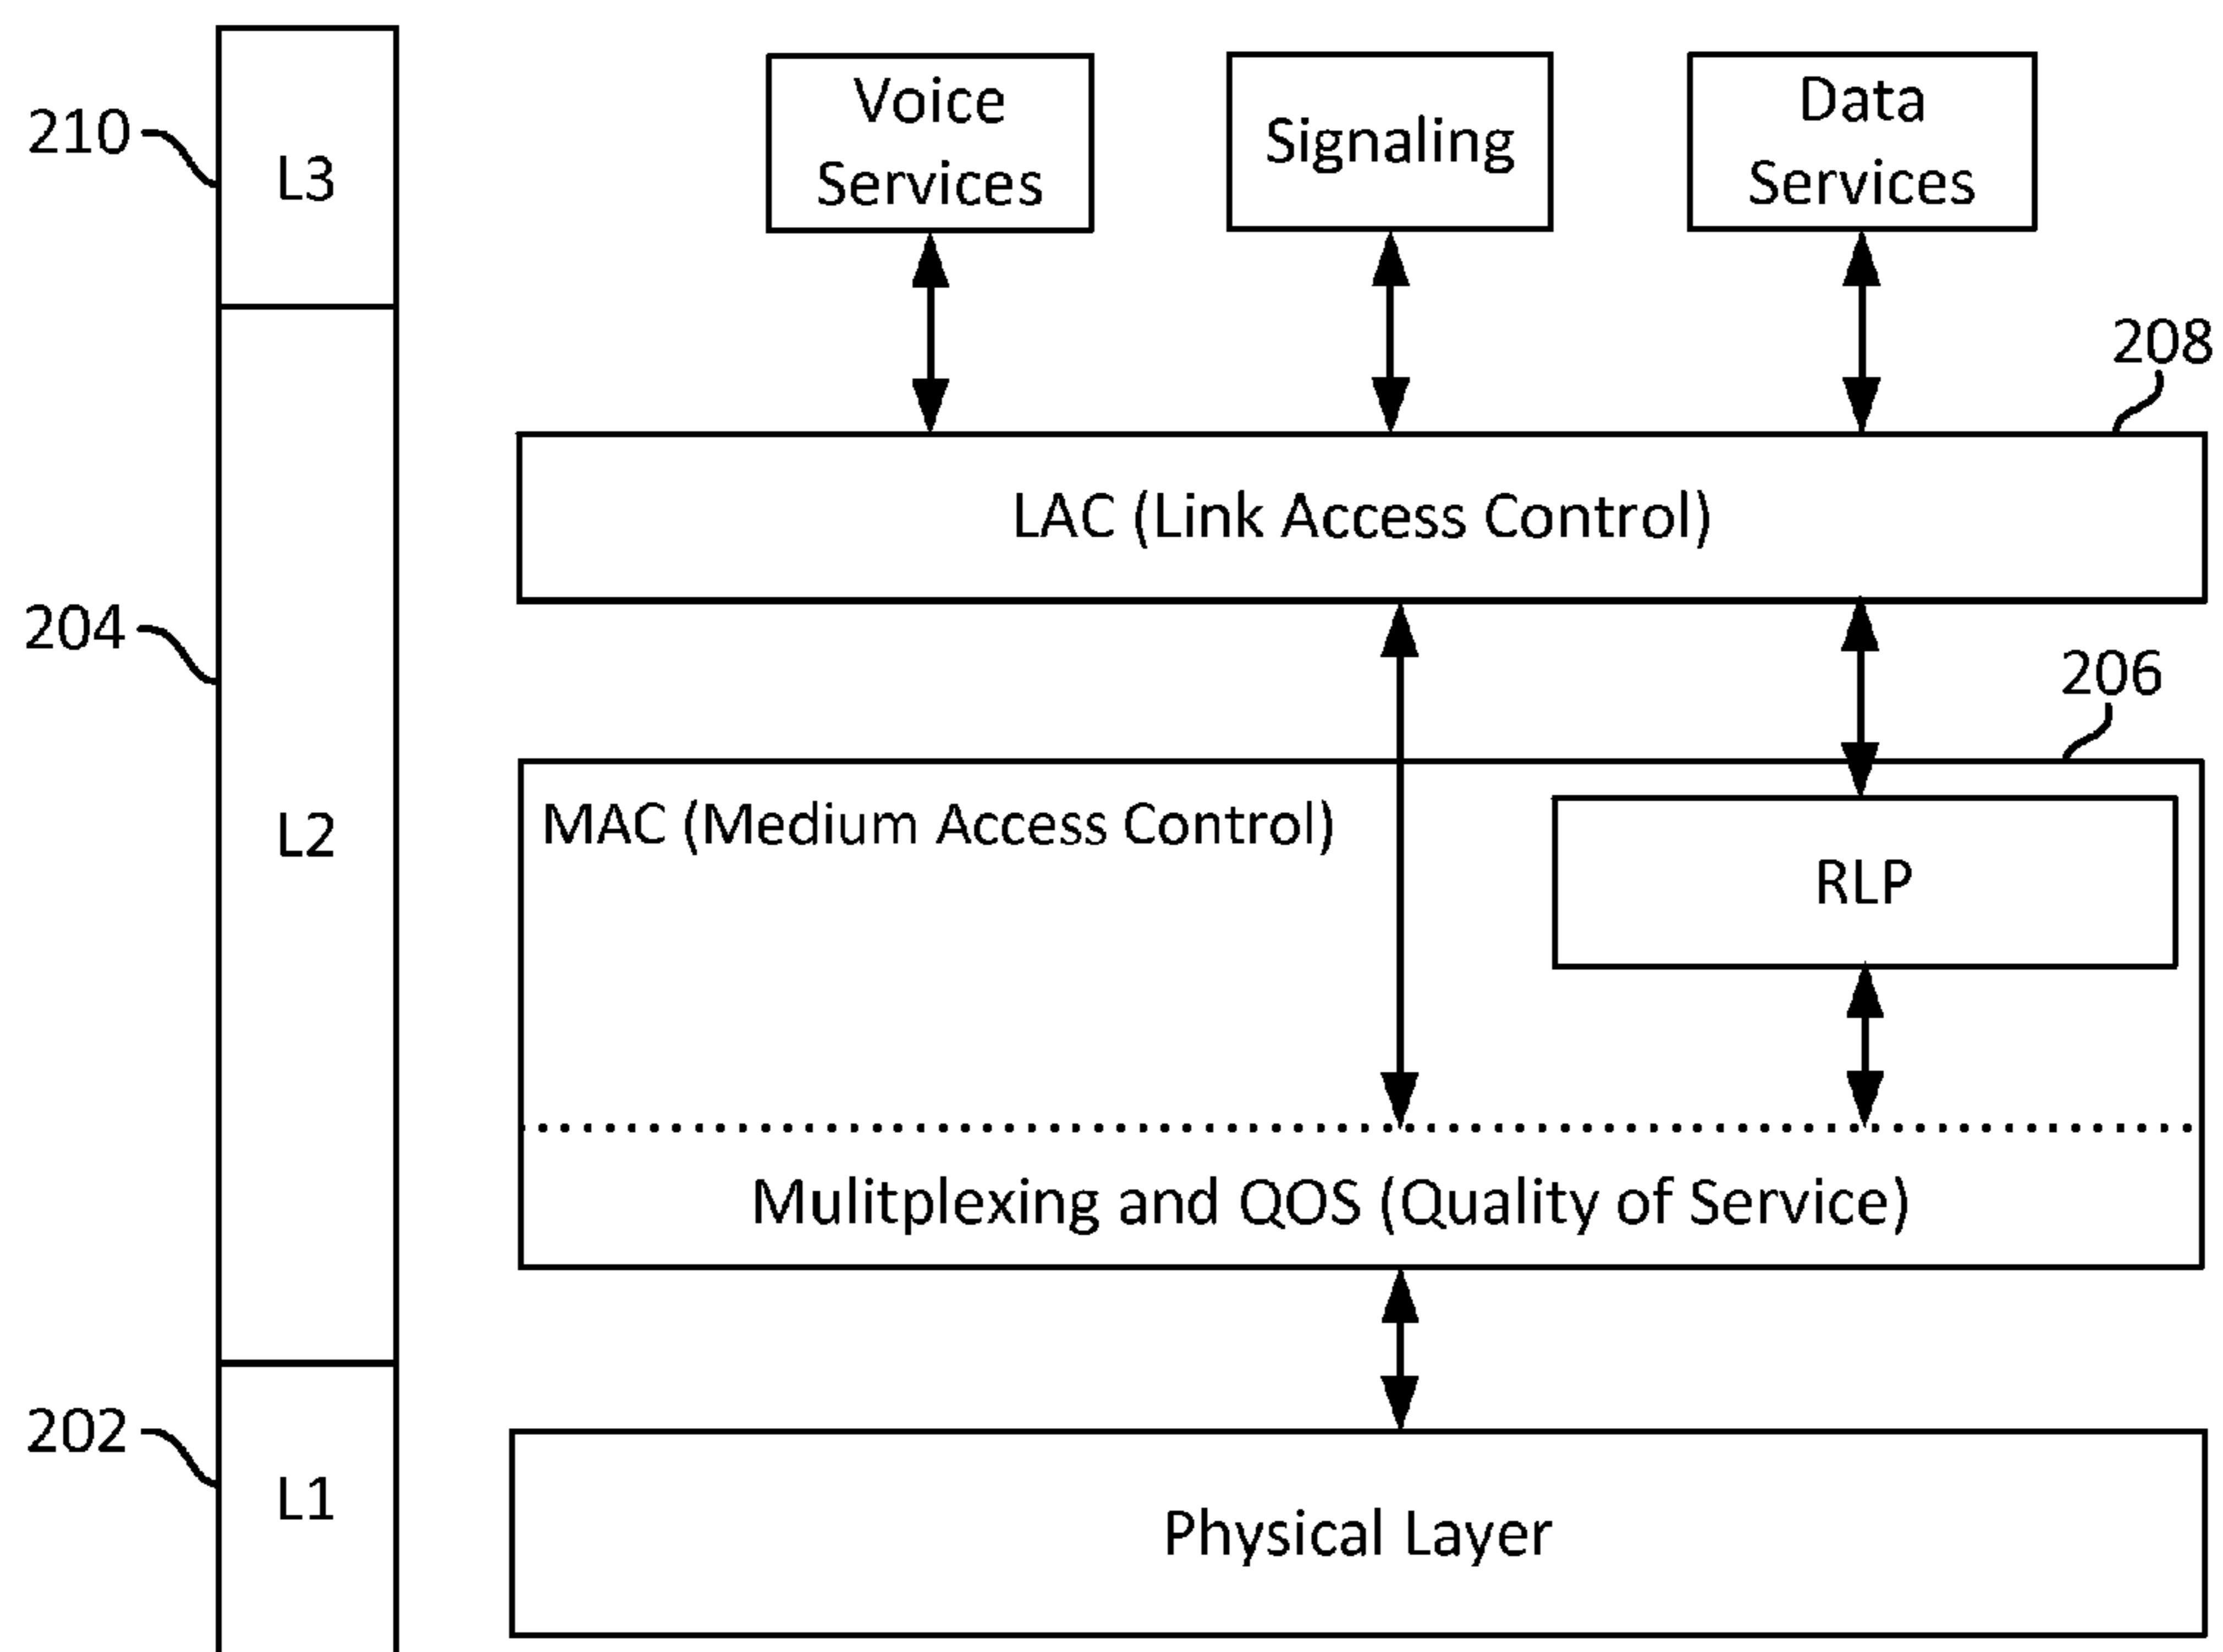 210
L3
Voice
Services
Signaling
Data
Services
208
LAC (Link Access Control)
204
L2
206
MAC (Medium Access Control)
RLP
Mulitplexing and QOS (Quality of Service)
202
L1
Physical Layer